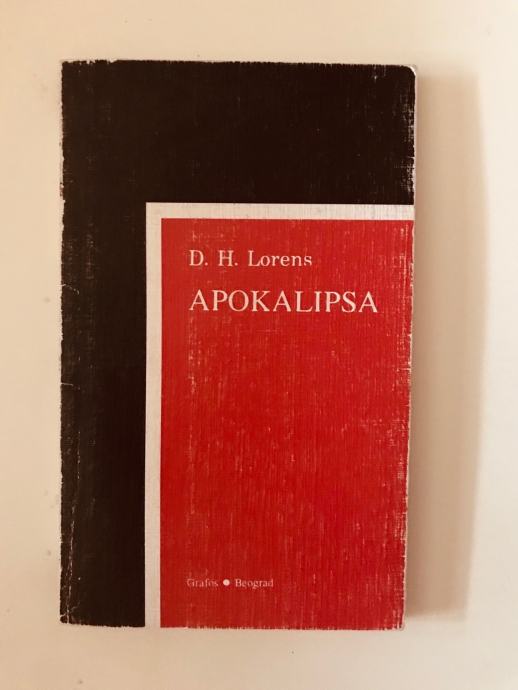 D. H. Lorens
APOKALIPSA
Grafos ● Beograd